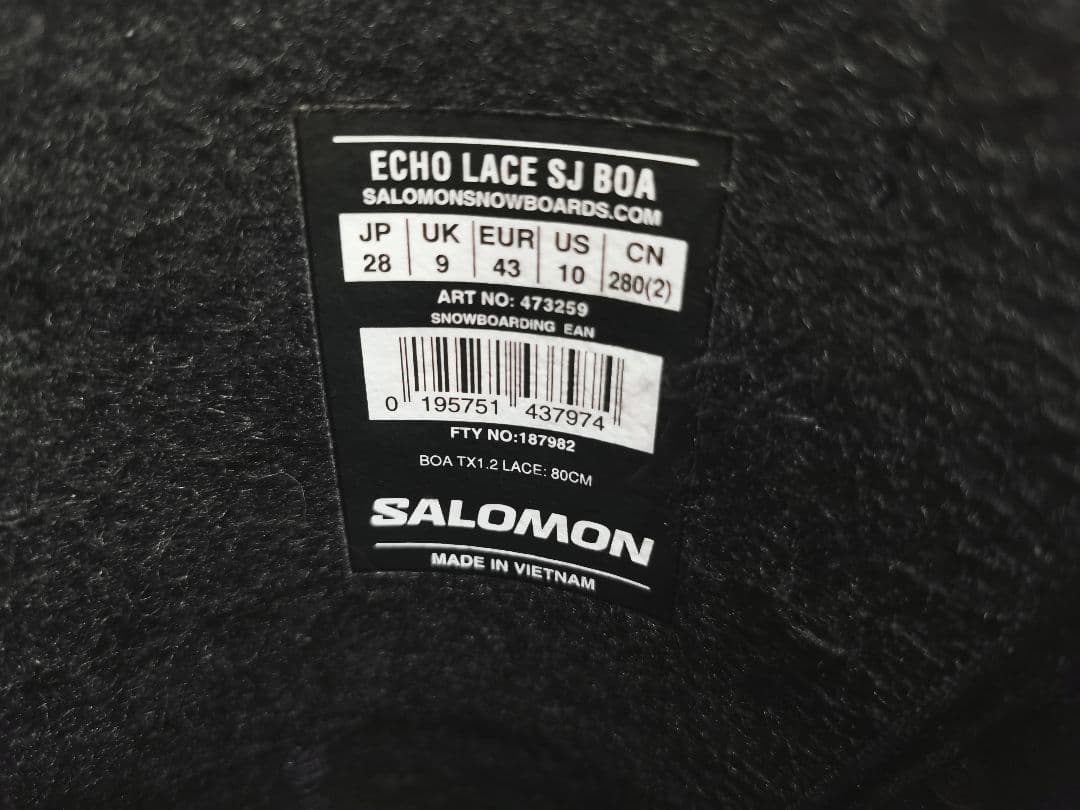 ECHO LACE SJ BOA
SALOMONSNOWBOARDS.COM
JP UK EUR US CN
28 9 43 10 280(2)
ART NO: 473259
SNOWBOARDING EAN
0 195751 437974
FTY NO:187982
BOA TX1.2 LACE: 80CM
SALOMON
MADE IN VIETNAM